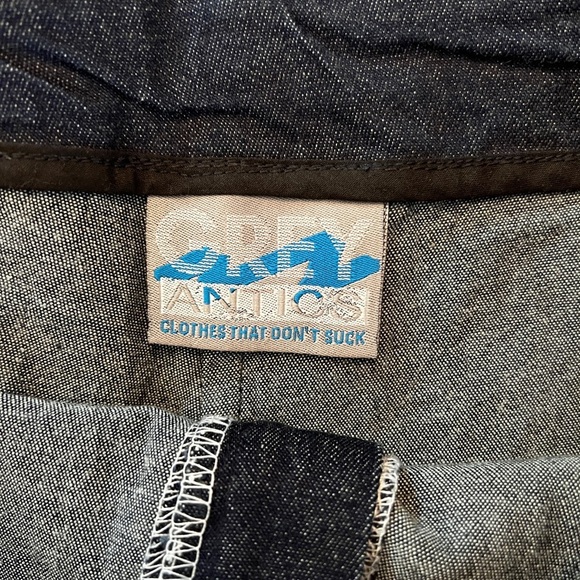 GREY
ANTICS
CLOTHES THAT DON'T SUCK